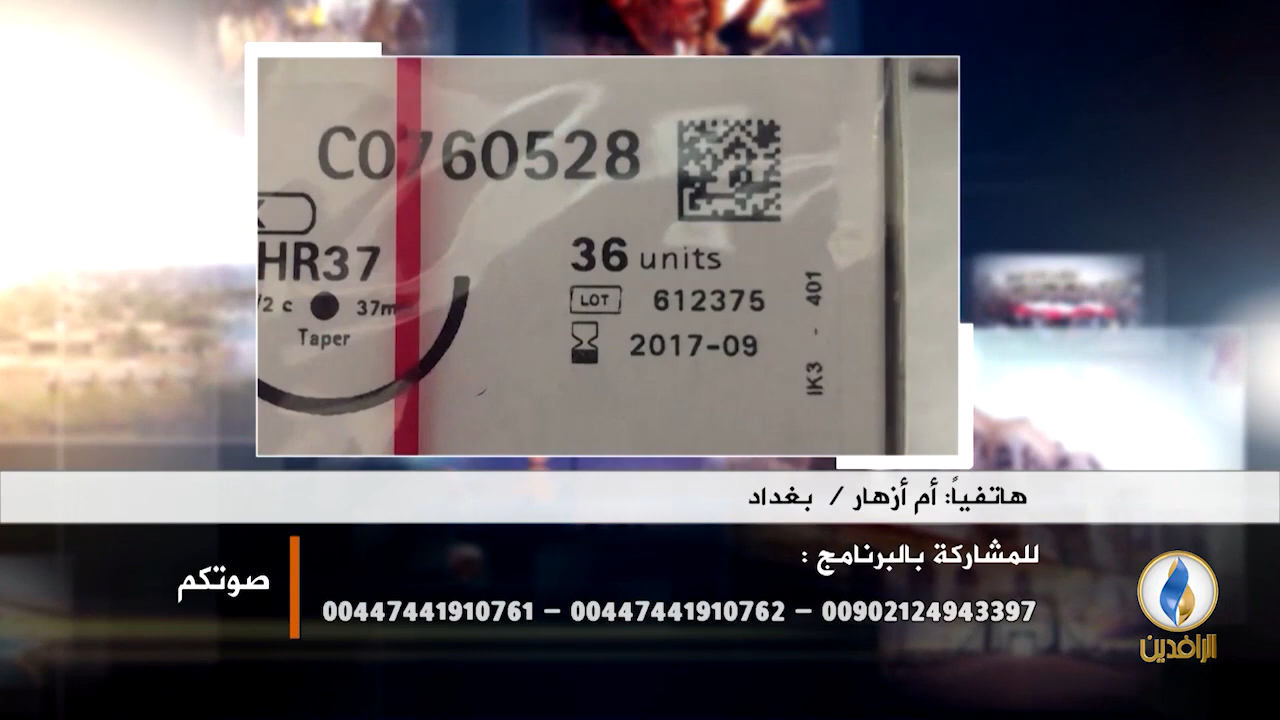 C0760528
HR37
/2 c
37m
Taper
36 units
LOT 612375
2017-09
IK3 - 401
هاتفياً: أم أزهار / بغداد
للمشاركة بالبرنامج :
صوتكم
00447441910761 – 00447441910762 – 00902124943397
الرافدين